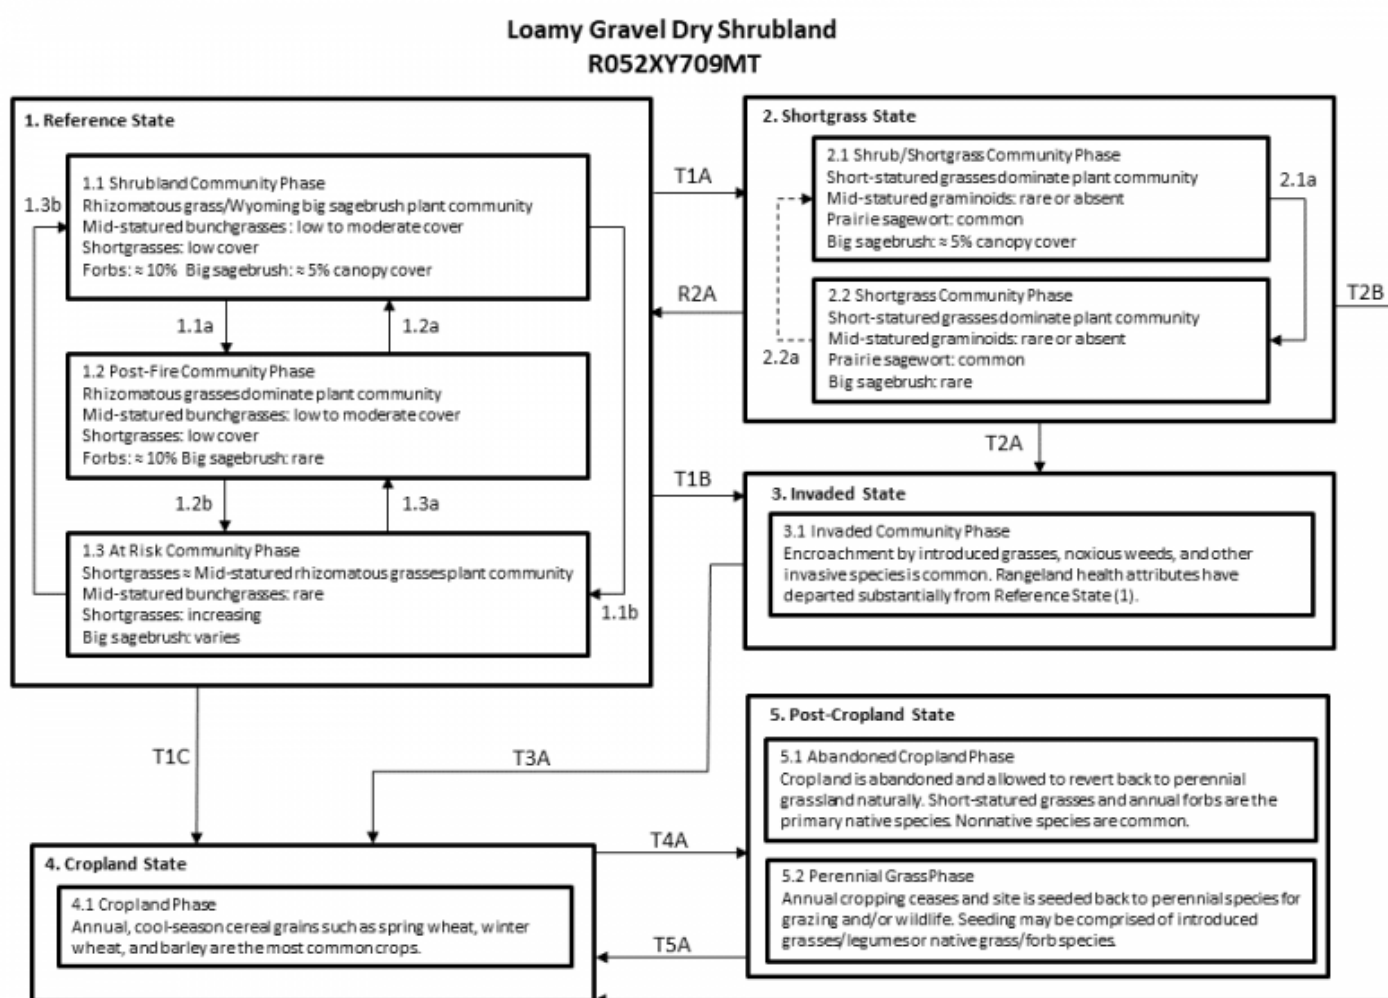 Loamy Gravel Dry Shrubland
R052XY709MT
1. Reference State
1.1 Shrubland Community Phase
Rhizomatous grass/Wyoming big sagebrush plant community
Mid-statured bunchgrasses: low to moderate cover
Shortgrasses: low cover
Forbs: ≈ 10% Big sagebrush: ≈ 5% canopy cover
1.3b
1.1a
1.2a
1.2 Post-Fire Community Phase
Rhizomatous grasses dominate plant community
Mid-statured bunchgrasses: low to moderate cover
Shortgrasses: low cover
Forbs: ≈ 10% Big sagebrush: rare
1.2b
1.3a
1.3 At Risk Community Phase
Shortgrasses ≈ Mid-statured rhizomatous grasses plant community
Mid-statured bunchgrasses: rare
Shortgrasses: increasing
Big sagebrush: varies
1.1b
T1A
R2A
T1B
2. Shortgrass State
2.1 Shrub/Shortgrass Community Phase
Short-statured grasses dominate plant community
Mid-statured graminoids: rare or absent
Prairie sagewort: common
Big sagebrush: ≈ 5% canopy cover
2.1a
2.2 Shortgrass Community Phase
Short-statured grasses dominate plant community
Mid-statured graminoids: rare or absent
Prairie sagewort: common
Big sagebrush: rare
2.2a
T2B
T2A
3. Invaded State
3.1 Invaded Community Phase
Encroachment by introduced grasses, noxious weeds, and other
invasive species is common. Rangeland health attributes have
departed substantially from Reference State (1).
T1C
T3A
4. Cropland State
4.1 Cropland Phase
Annual, cool-season cereal grains such as spring wheat, winter
wheat, and barley are the most common crops.
T4A
T5A
5. Post-Cropland State
5.1 Abandoned Cropland Phase
Cropland is abandoned and allowed to revert back to perennial
grassland naturally. Short-statured grasses and annual forbs are the
primary native species. Nonnative species are common.
5.2 Perennial Grass Phase
Annual cropping ceases and site is seeded back to perennial species for
grazing and/or wildlife. Seeding may be comprised of introduced
grasses/legumes or native grass/forb species.